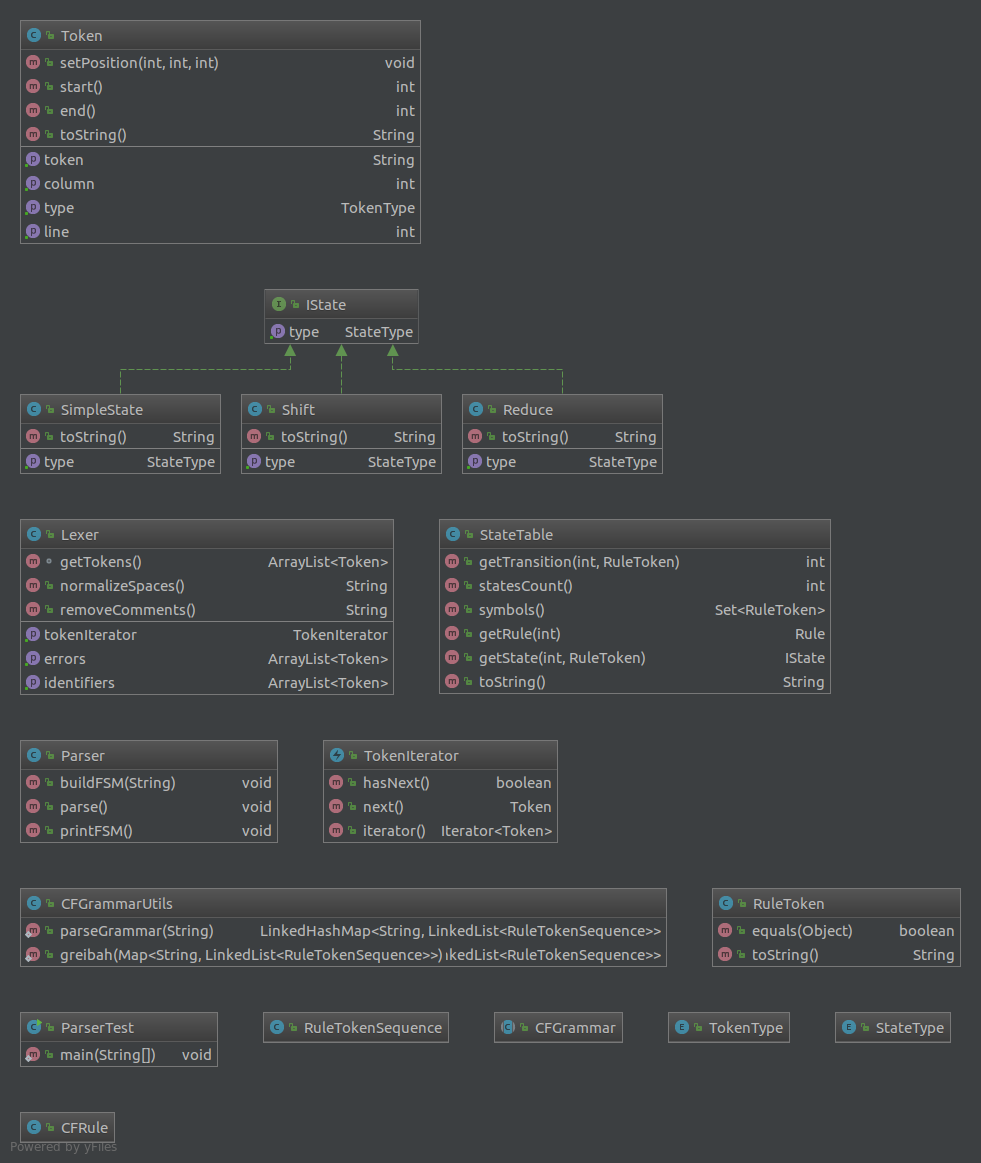 Token
setPosition(int, int, int) void
start() int
end() int
toString() String
token String
column int
type TokenType
line int
IState
type StateType
SimpleState Shift Reduce
toString() String toString() String toString() String
type StateType type StateType type StateType
Lexer
getTokens() ArrayList<Token>
normalizeSpaces() String
removeComments() String
tokenIterator TokenIterator
errors ArrayList<Token>
identifiers ArrayList<Token>
StateTable
getTransition(int, RuleToken) int
statesCount() int
symbols() Set<RuleToken>
getRule(int) Rule
getState(int, RuleToken) IState
toString() String
Parser
buildFSM(String) void
parse() void
printFSM() void
TokenIterator
hasNext() boolean
next() Token
iterator() Iterator<Token>
CFGrammarUtils
parseGrammar(String) LinkedHashMap<String, LinkedList<RuleTokenSequence>>
greibah(Map<String, LinkedList<RuleTokenSequence>>) kedList<RuleTokenSequence>>
RuleToken
equals(Object) boolean
toString() String
ParserTest
main(String[]) void
RuleTokenSequence
CFGrammar
TokenType
StateType
CFRule
Powered by yFiles